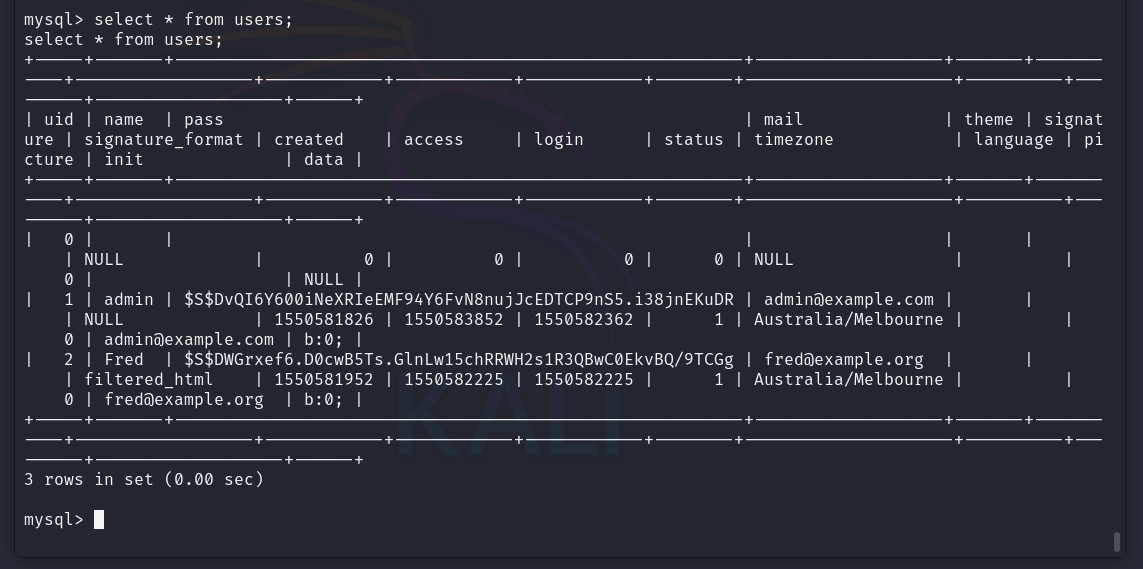 mysql> select * from users;
select * from users;
+-----+-------+---------------------------------------------------------+-------------------+-------+-------
----+------------------+------------+------------+------------+--------+---------------------+----------+---
------+-------------------+------+
| uid | name  | pass                                                    | mail              | theme | signat
ure | signature_format | created    | access     | login      | status | timezone            | language | pi
cture | init              | data |
+-----+-------+---------------------------------------------------------+-------------------+-------+-------
----+------------------+------------+------------+------------+--------+---------------------+----------+---
------+-------------------+------+
|   0 |       |                                                         |                   |       |
    | NULL             |          0 |          0 |          0 |      0 | NULL                |          |
    0 |                   | NULL |
|   1 | admin | $S$DvQI6Y600iNeXRIeEMF94Y6FvN8nujJcEDTCP9nS5.i38jnEKuDR | admin@example.com |       |
    | NULL             | 1550581826 | 1550583852 | 1550582362 |      1 | Australia/Melbourne |          |
    0 | admin@example.com | b:0; |
|   2 | Fred  | $S$DWGrxef6.D0cwB5Ts.GlnLw15chRRWH2s1R3QBwC0EkvBQ/9TCGg | fred@example.org  |       |
    | filtered_html    | 1550581952 | 1550582225 | 1550582225 |      1 | Australia/Melbourne |          |
    0 | fred@example.org  | b:0; |
+-----+-------+---------------------------------------------------------+-------------------+-------+-------
----+------------------+------------+------------+------------+--------+---------------------+----------+---
------+-------------------+------+
KALI
3 rows in set (0.00 sec)
mysql>